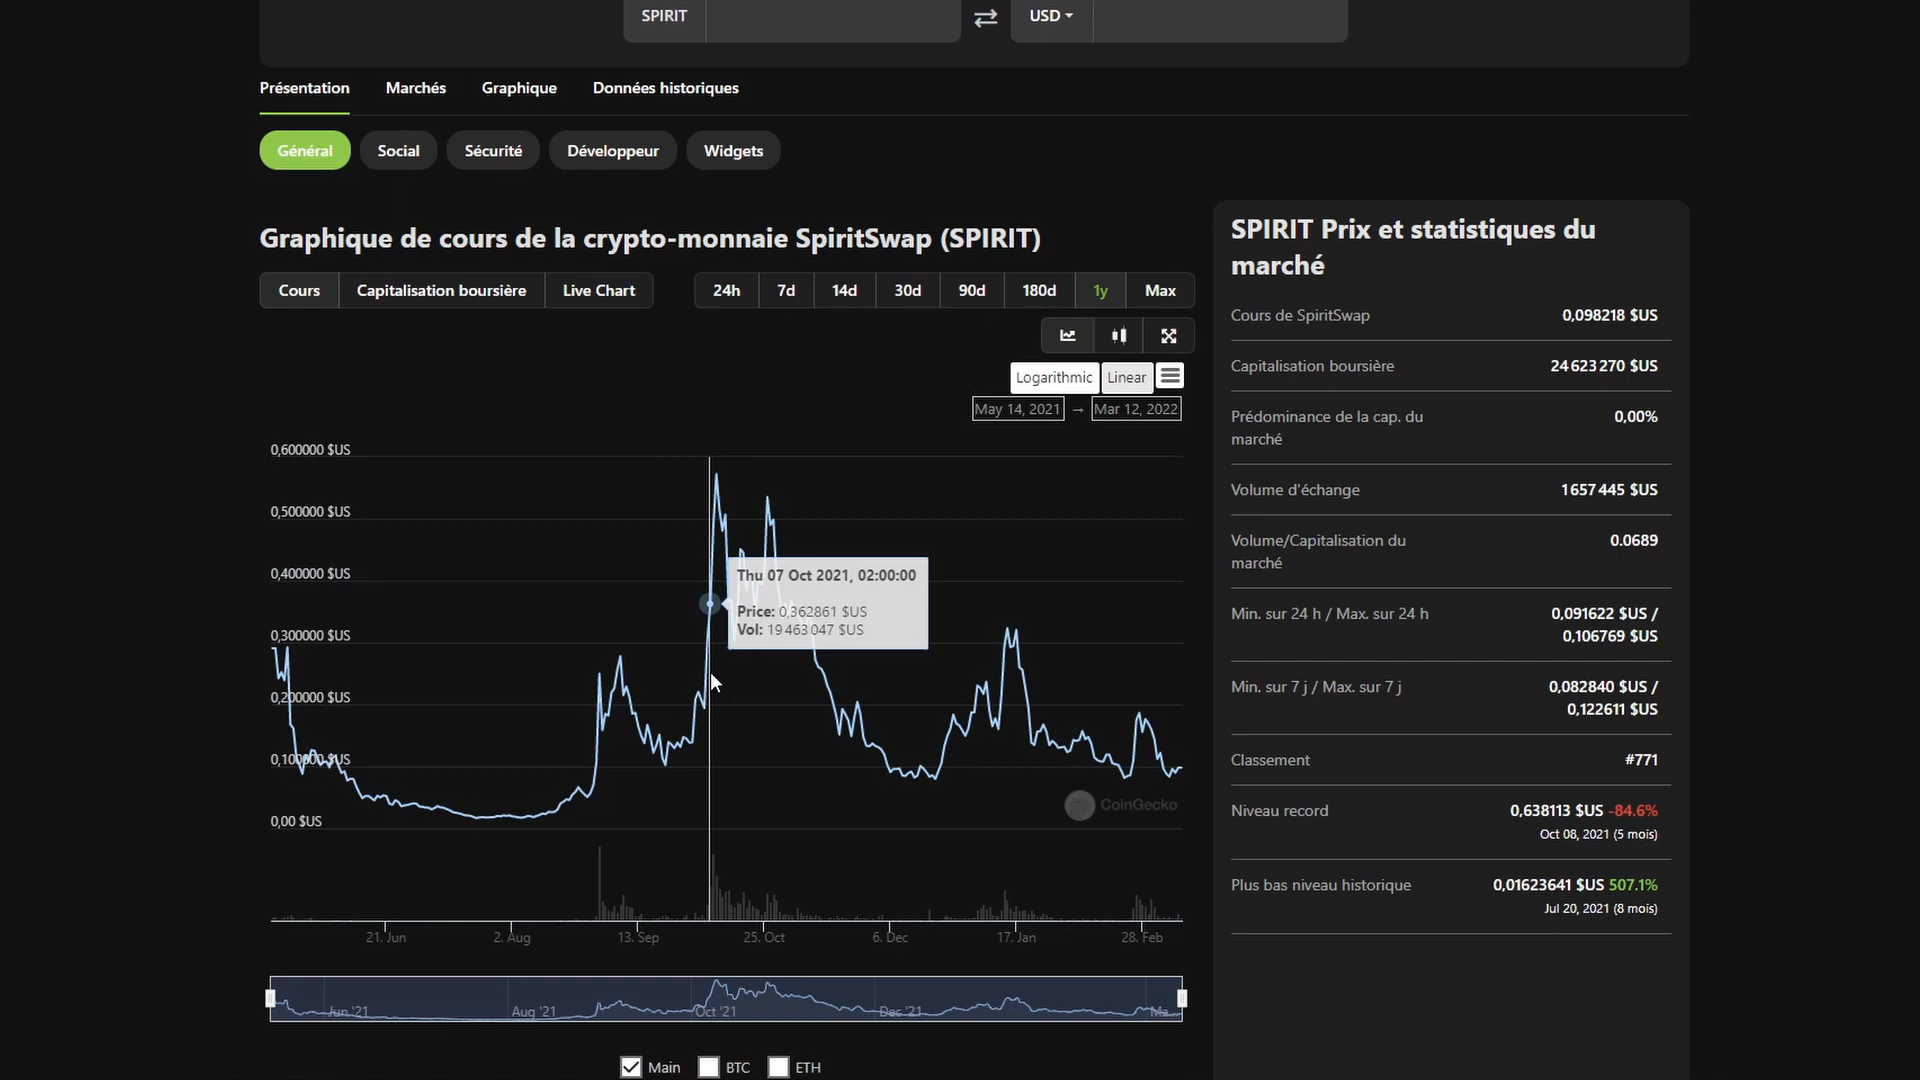 SPIRIT
USD
Présentation
Marchés
Graphique
Données historiques
Général
Social
Sécurité
Développeur
Widgets
Graphique de cours de la crypto-monnaie SpiritSwap (SPIRIT)
Cours
Capitalisation boursière
Live Chart
24h
7d
14d
30d
90d
180d
1y
Max
Logarithmic
Linear
May 14, 2021 → Mar 12, 2022
0,600000 $US
0,500000 $US
0,400000 $US
0,300000 $US
0,200000 $US
0,100000 $US
0,00 $US
Thu 07 Oct 2021, 02:00:00
Price: 0,362861 $US
Vol: 19 463 047 $US
CoinGecko
21. Jun
2. Aug
13. Sep
25. Oct
6. Dec
17. Jan
28. Feb
Jun '21
Aug '21
Oct '21
Dec '21
Ma...
Main
BTC
ETH
SPIRIT Prix et statistiques du
marché
Cours de SpiritSwap
0,098218 $US
Capitalisation boursière
24 623 270 $US
Prédominance de la cap. du
marché
0,00%
Volume d'échange
1 657 445 $US
Volume/Capitalisation du
marché
0.0689
Min. sur 24 h / Max. sur 24 h
0,091622 $US /
0,106769 $US
Min. sur 7 j / Max. sur 7 j
0,082840 $US /
0,122611 $US
Classement
#771
Niveau record
0,638113 $US -84.6%
Oct 08, 2021 (5 mois)
Plus bas niveau historique
0,01623641 $US 507.1%
Jul 20, 2021 (8 mois)